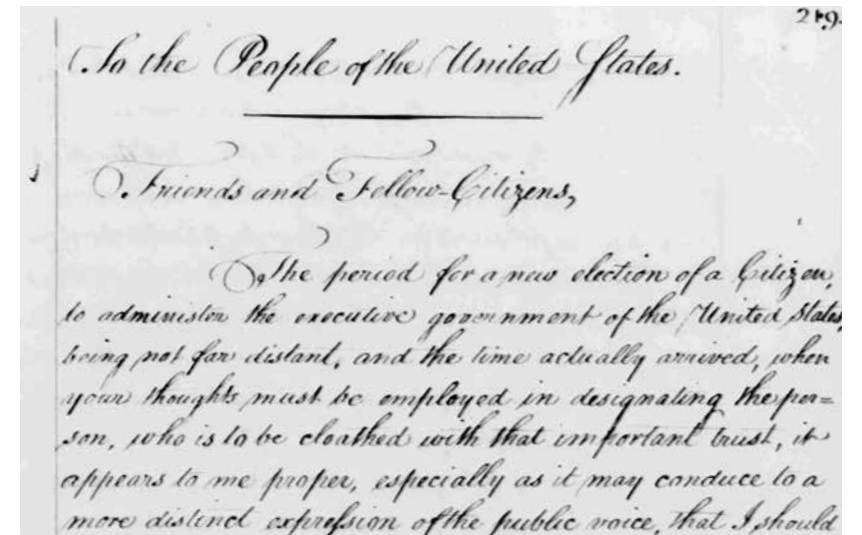 219.
To the People of the United States.
Friends and Fellow-Citizens,
The period for a new election of a Citizen,
to administer the executive government of the United States,
being not far distant, and the time actually arrived, when
your thoughts must be employed in designating the per=
son, who is to be cloathed with that important trust, it
appears to me proper, especially as it may conduce to a
more distinct expression of the public voice, that I should